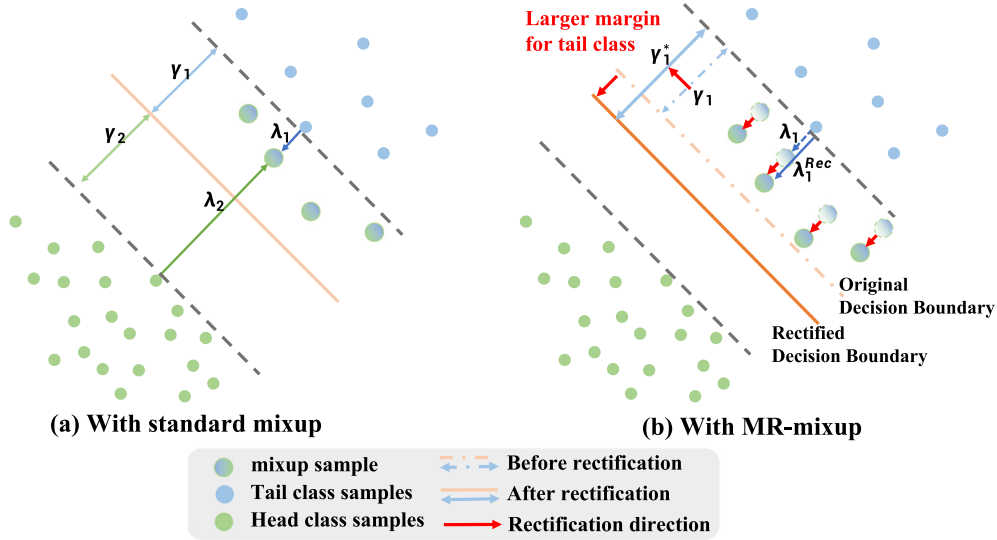 γ₁
γ₂
λ₁
λ₂
(a) With standard mixup
Larger margin
for tail class
γ₁*
γ₁
λ₁
λ₁ᴿᵉᶜ
Original
Decision Boundary
Rectified
Decision Boundary
(b) With MR-mixup
mixup sample
Before rectification
Tail class samples
After rectification
Head class samples
Rectification direction